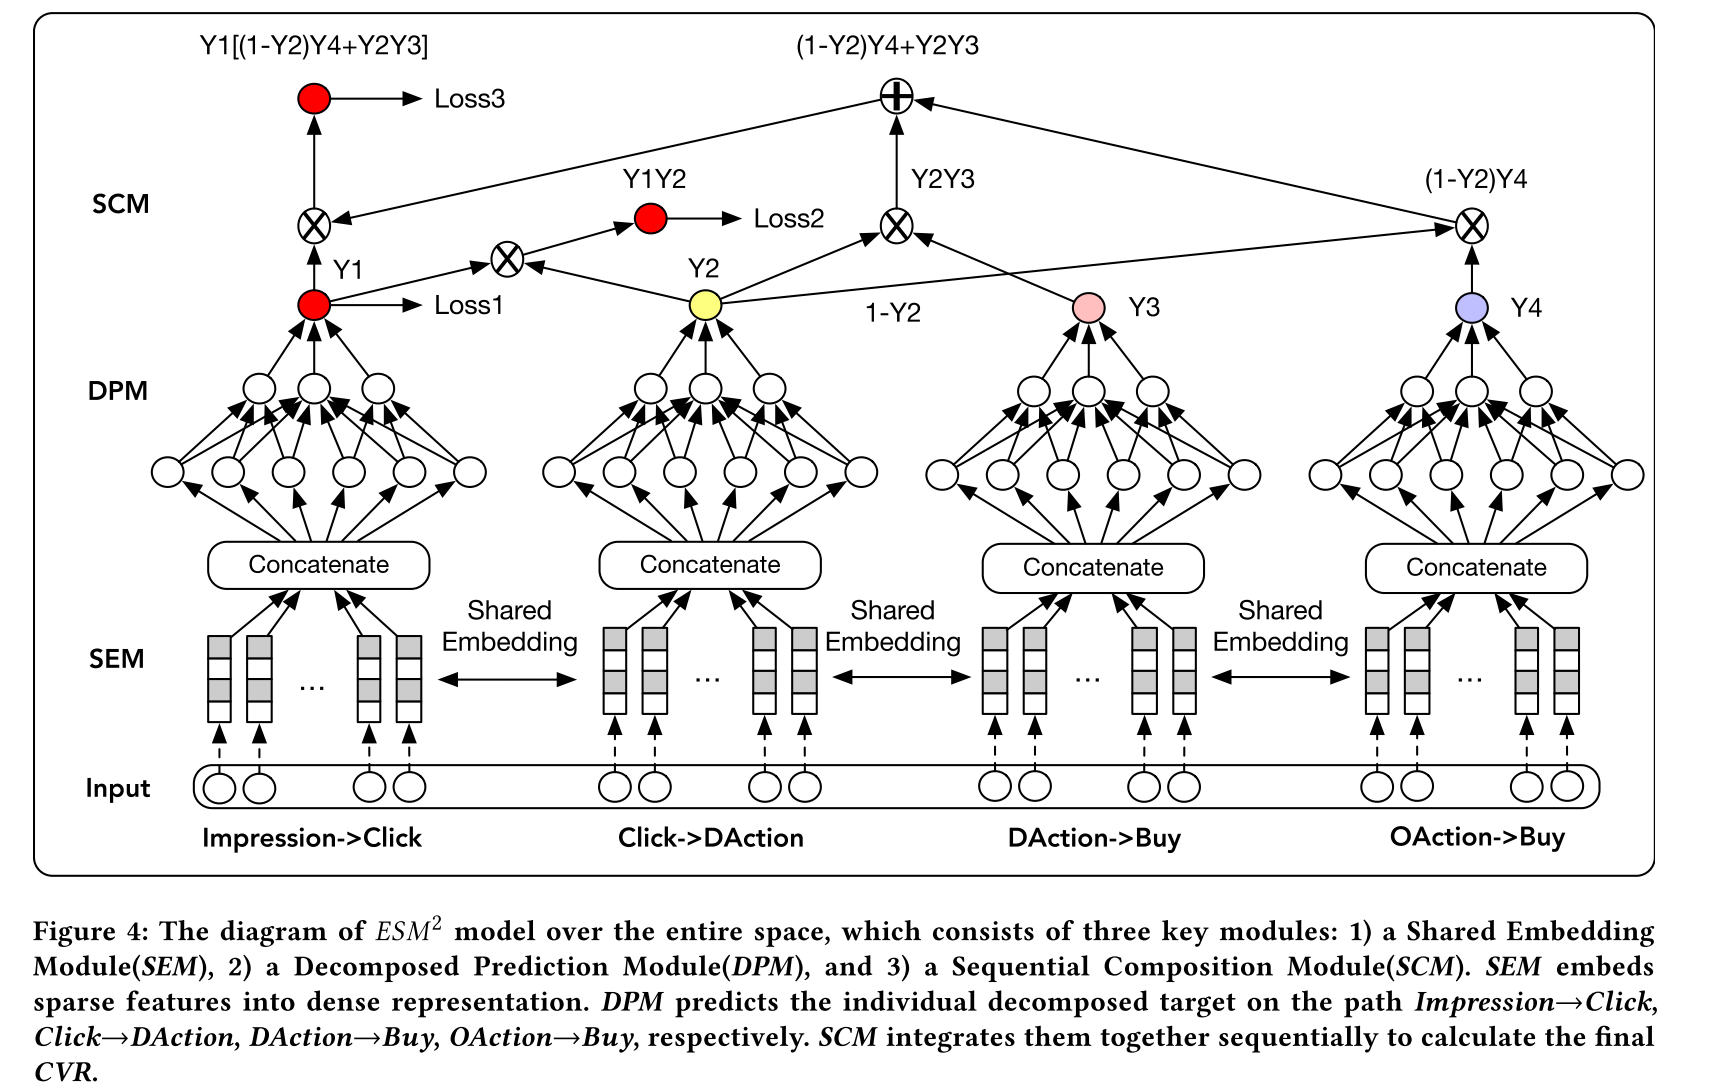 Y1[(1-Y2)Y4+Y2Y3]
(1-Y2)Y4+Y2Y3
Loss3
SCM
Y1Y2
Y2Y3
(1-Y2)Y4
Loss2
Y1
Y2
Loss1
1-Y2
Y3
Y4
DPM
Concatenate
Concatenate
Concatenate
Concatenate
SEM
Shared
Embedding
Shared
Embedding
Shared
Embedding
...
...
...
...
Input
Impression->Click
Click->DAction
DAction->Buy
OAction->Buy
Figure 4: The diagram of ESM² model over the entire space, which consists of three key modules: 1) a Shared Embedding
Module(SEM), 2) a Decomposed Prediction Module(DPM), and 3) a Sequential Composition Module(SCM). SEM embeds
sparse features into dense representation. DPM predicts the individual decomposed target on the path Impression→Click,
Click→DAction, DAction→Buy, OAction→Buy, respectively. SCM integrates them together sequentially to calculate the final
CVR.